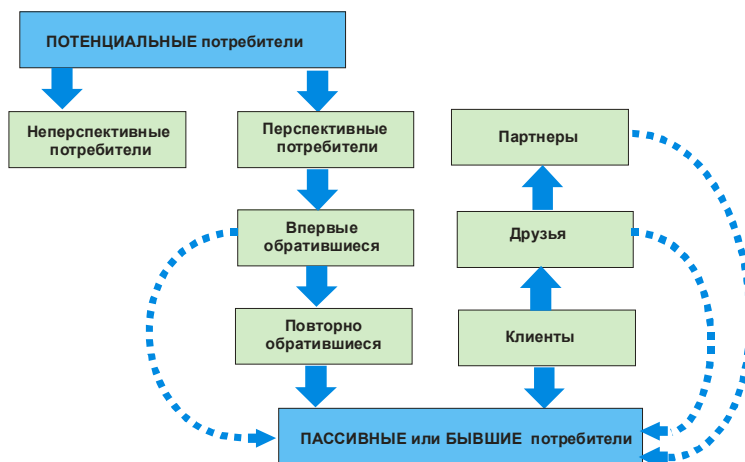 ПОТЕНЦИАЛЬНЫЕ потребители
Неперспективные
потребители
Перспективные
потребители
Партнеры
Впервые
обратившиеся
Друзья
Повторно
обратившиеся
Клиенты
ПАССИВНЫЕ или БЫВШИЕ потребители